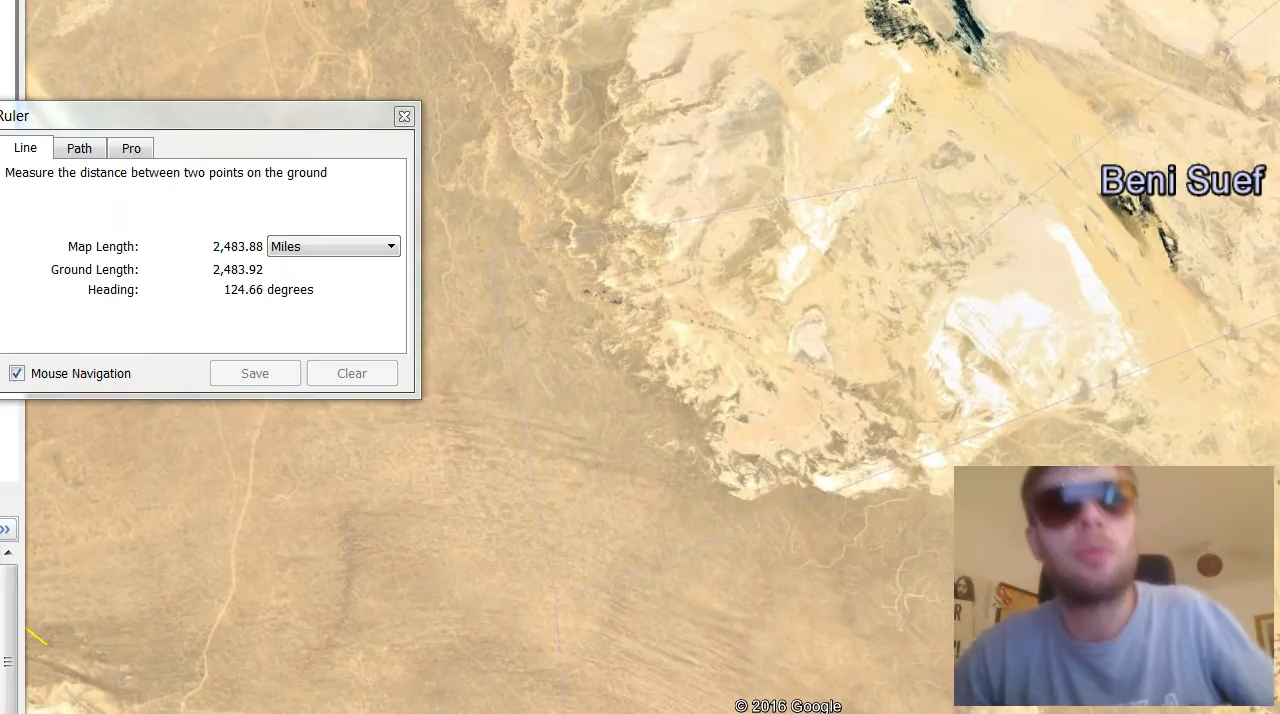 Ruler
Line
Path
Pro
Measure the distance between two points on the ground
Map Length: 2,483.88 Miles
Ground Length: 2,483.92
Heading: 124.66 degrees
Mouse Navigation
Save
Clear
Beni Suef
© 2016 Google